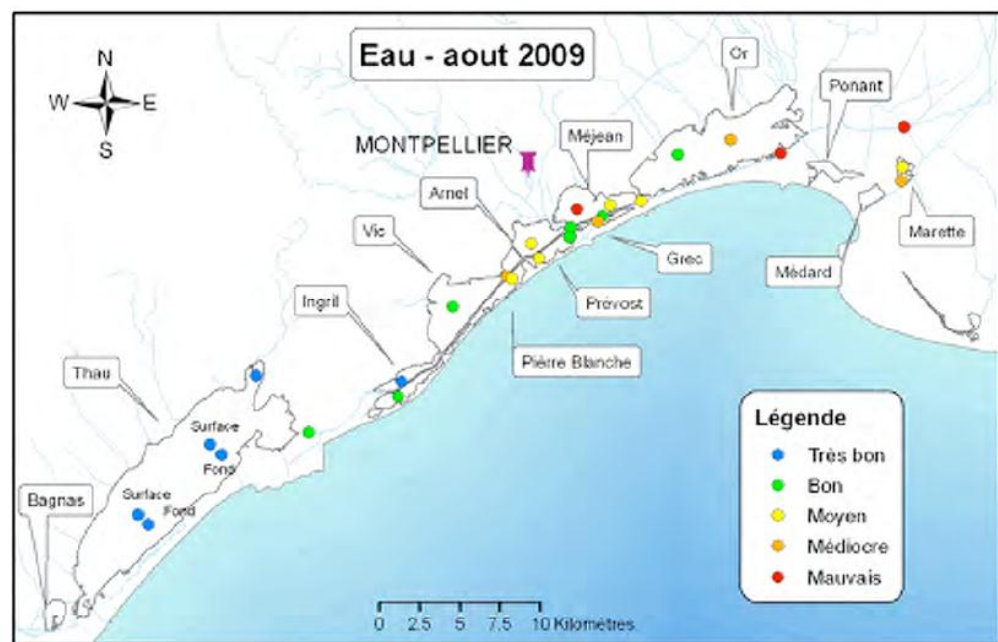 Eau - aout 2009
N
W E
S
MONTPELLIER
Or
Ponant
Méjean
Arnel
Vic
Ingril
Thau
Bagnas
Marette
Médard
Grec
Prévost
Pierre Blanche
Surface
Fond
Surface
Fond
Légende
Très bon
Bon
Moyen
Médiocre
Mauvais
0 2.5 5 7.5 10 Kilomètres